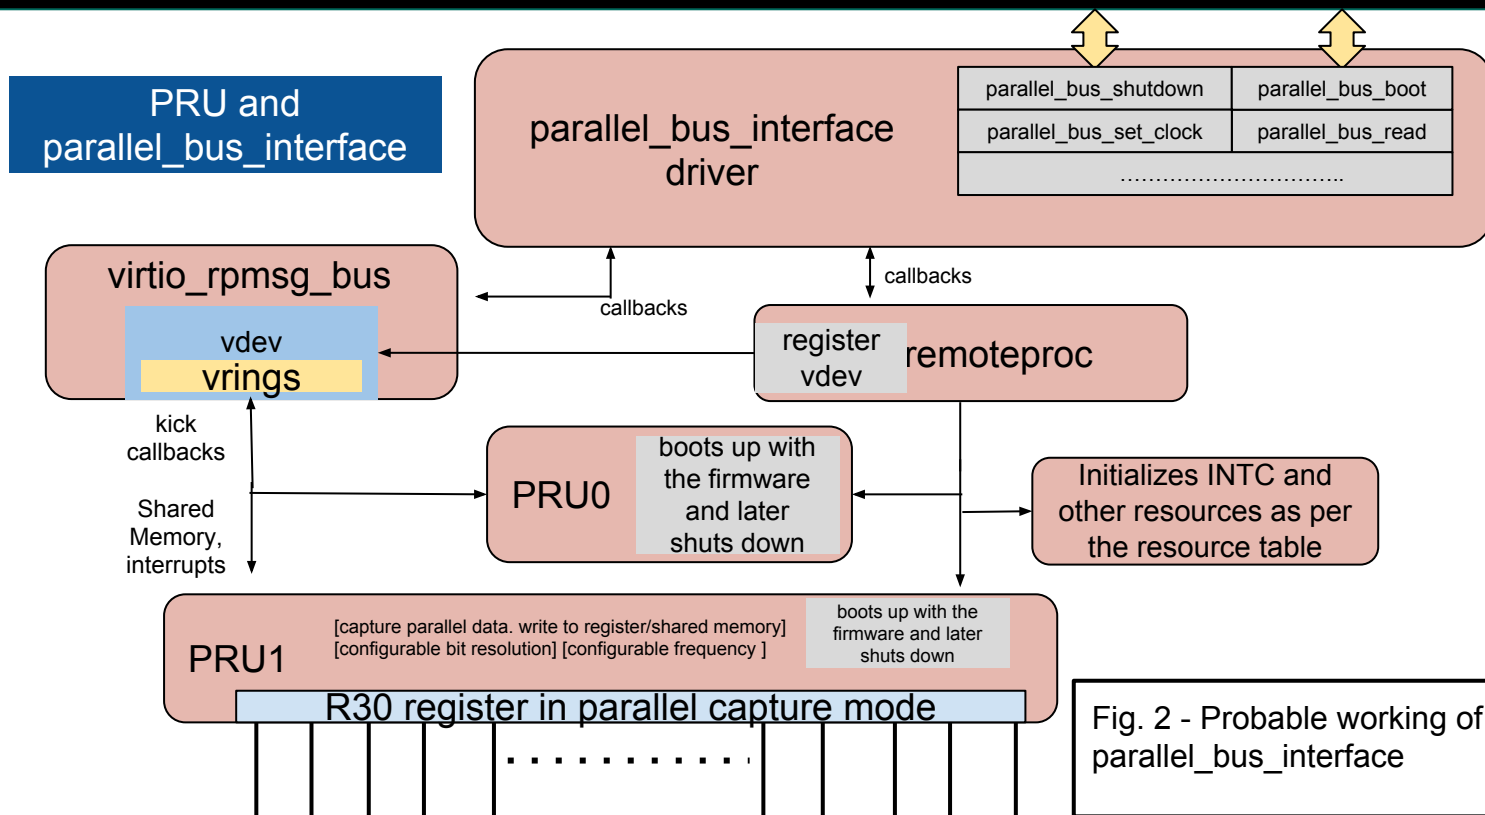 PRU and
parallel_bus_interface
parallel_bus_interface
driver
parallel_bus_shutdown
parallel_bus_boot
parallel_bus_set_clock
parallel_bus_read
…………………………..
virtio_rpmsg_bus
vdev
vrings
callbacks
callbacks
register
vdev
remoteproc
kick
callbacks
Shared
Memory,
interrupts
PRU0
boots up with
the firmware
and later
shuts down
Initializes INTC and
other resources as per
the resource table
PRU1
[capture parallel data. write to register/shared memory]
[configurable bit resolution] [configurable frequency ]
boots up with the
firmware and later
shuts down
R30 register in parallel capture mode
Fig. 2 - Probable working of
parallel_bus_interface